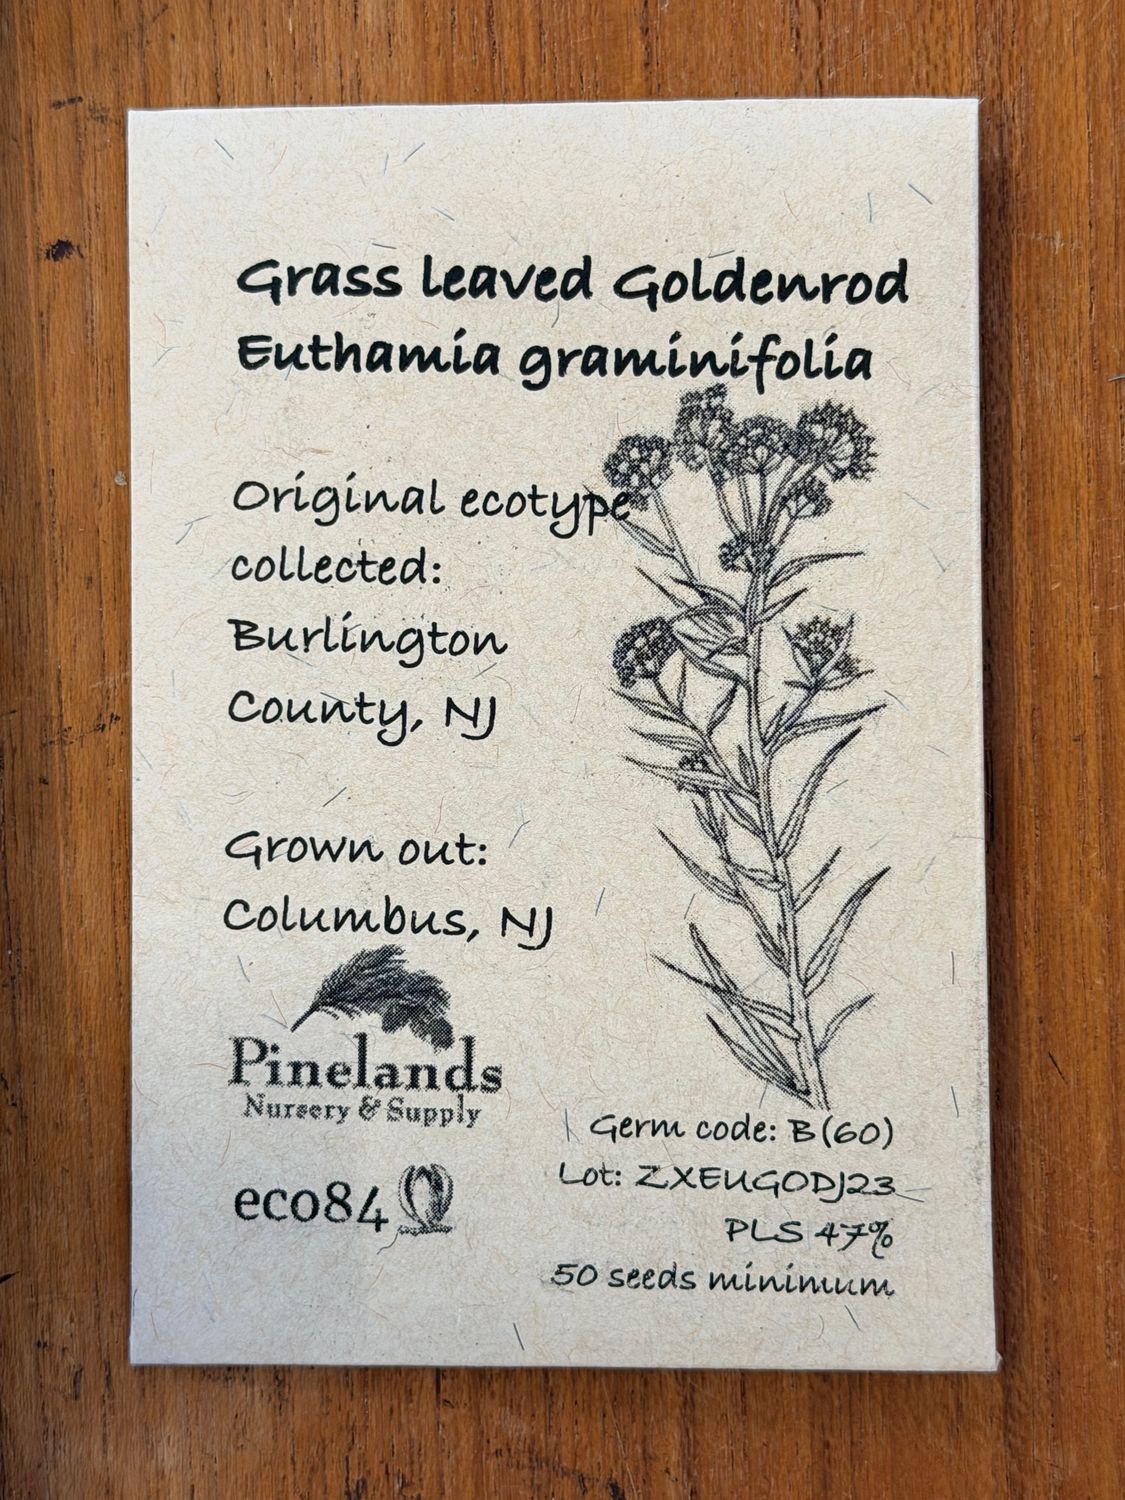 Grass leaved Goldenrod
Euthamia graminifolia
Original ecotype
collected:
Burlington
County, NJ
Grown out:
Columbus, NJ
Pinelands
Nursery & Supply
eco84
Germ code: B(60)
Lot: ZXEUGODJ23
PLS 47%
50 seeds minimum